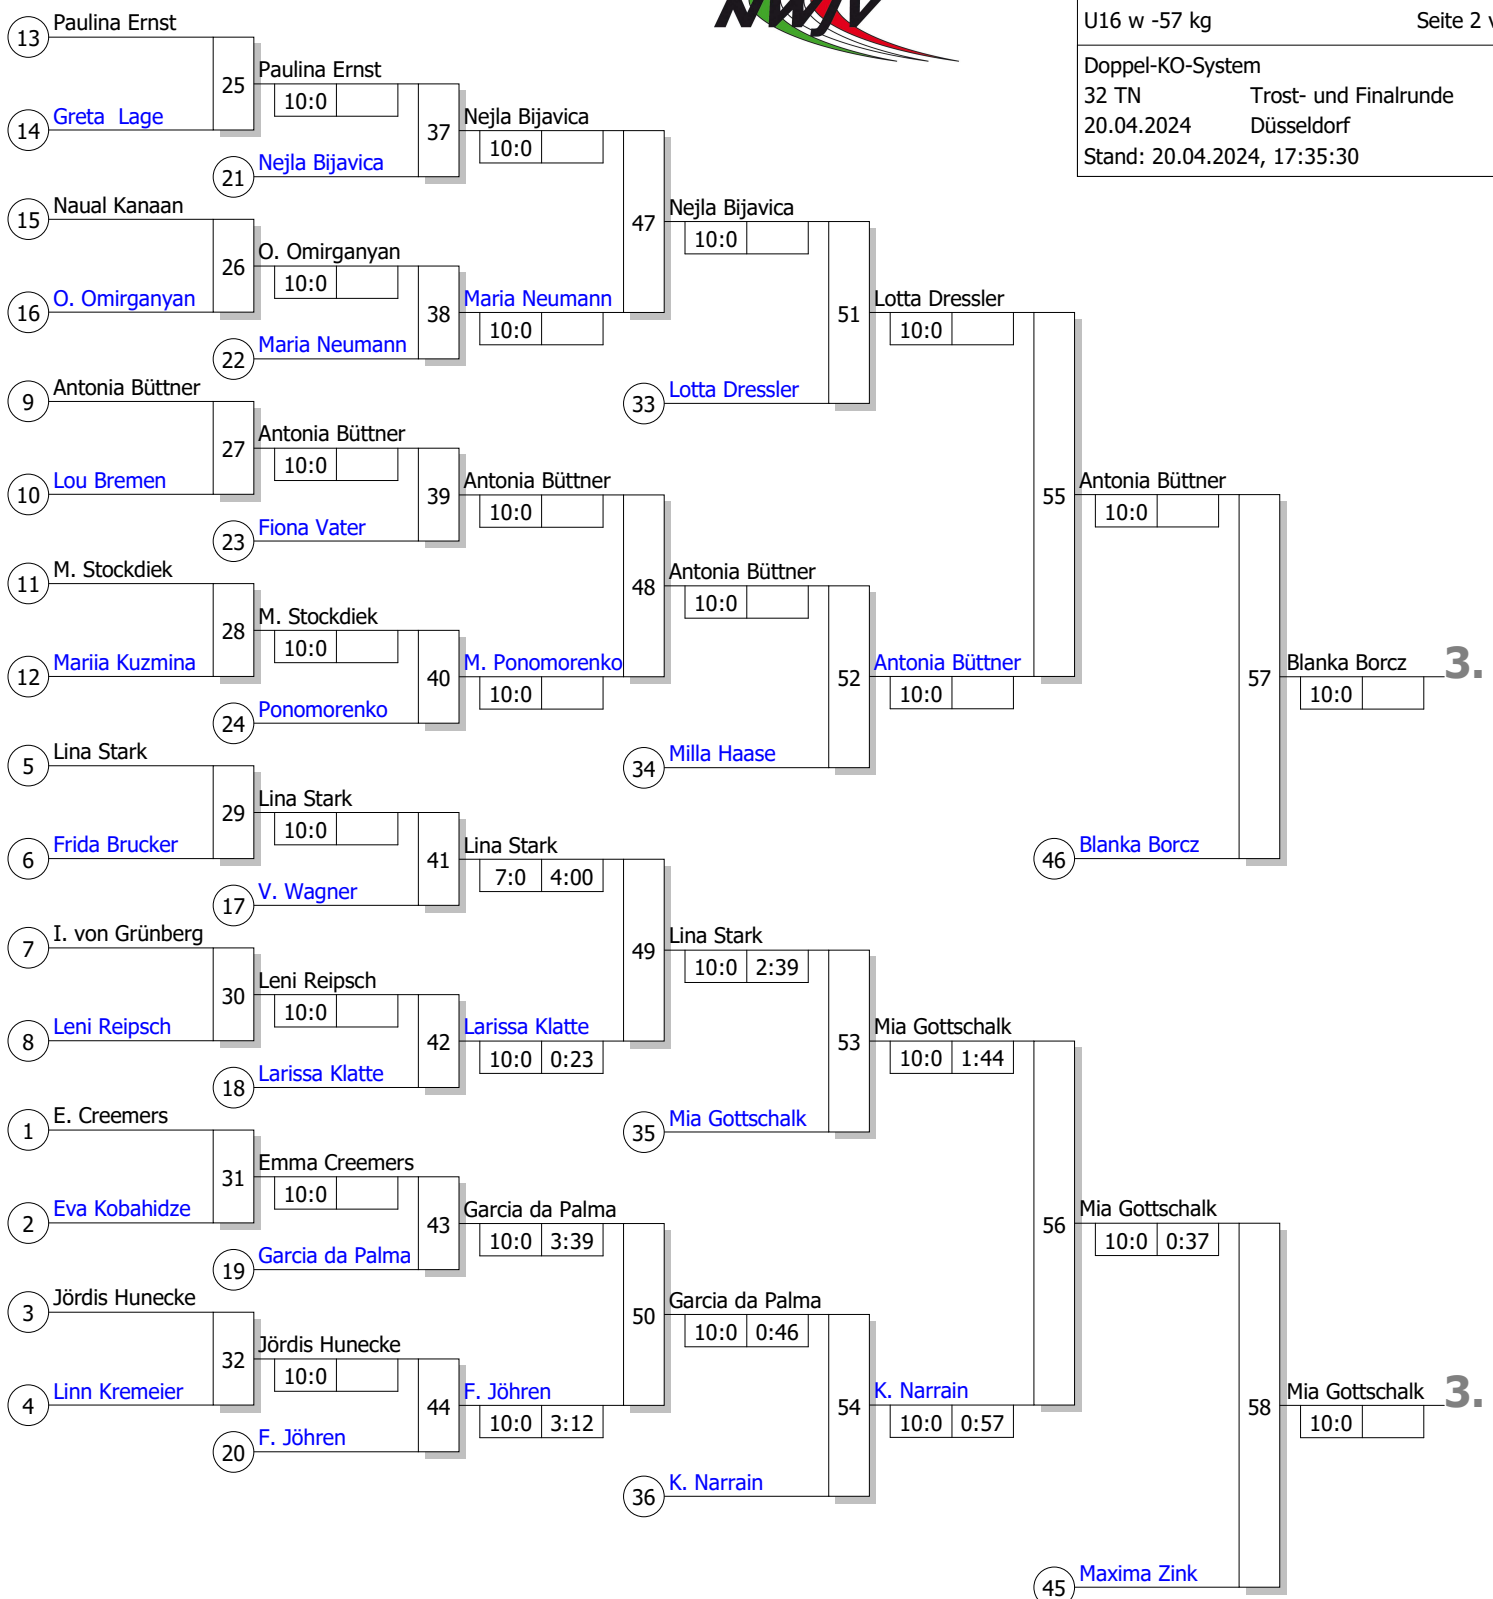 NWJV
U16 w -57 kg Seite 2 v
Doppel-KO-System
32 TN Trost- und Finalrunde
20.04.2024 Düsseldorf
Stand: 20.04.2024, 17:35:30
13 Paulina Ernst
25 Paulina Ernst
10:0
14 Greta Lage
37 Nejla Bijavica
10:0
21 Nejla Bijavica
15 Naual Kanaan
47 Nejla Bijavica
10:0
26 O. Omirganyan
10:0
16 O. Omirganyan
38 Maria Neumann
10:0
22 Maria Neumann
51 Lotta Dressler
10:0
33 Lotta Dressler
9 Antonia Büttner
27 Antonia Büttner
10:0
10 Lou Bremen
39 Antonia Büttner
10:0
23 Fiona Vater
55 Antonia Büttner
10:0
11 M. Stockdiek
48 Antonia Büttner
10:0
28 M. Stockdiek
10:0
12 Mariia Kuzmina
40 M. Ponomorenko
10:0
24 Ponomorenko
52 Antonia Büttner
10:0
34 Milla Haase
57 Blanka Borcz 3.
10:0
5 Lina Stark
29 Lina Stark
10:0
6 Frida Brucker
41 Lina Stark
7:0 4:00
17 V. Wagner
46 Blanka Borcz
7 I. von Grünberg
49 Lina Stark
10:0 2:39
30 Leni Reipsch
10:0
8 Leni Reipsch
42 Larissa Klatte
10:0 0:23
18 Larissa Klatte
53 Mia Gottschalk
10:0 1:44
35 Mia Gottschalk
1 E. Creemers
31 Emma Creemers
10:0
2 Eva Kobahidze
43 Garcia da Palma
10:0 3:39
19 Garcia da Palma
56 Mia Gottschalk
10:0 0:37
3 Jördis Hunecke
50 Garcia da Palma
10:0 0:46
32 Jördis Hunecke
10:0
4 Linn Kremeier
44 F. Jöhren
10:0 3:12
20 F. Jöhren
54 K. Narrain
10:0 0:57
36 K. Narrain
58 Mia Gottschalk 3.
10:0
45 Maxima Zink